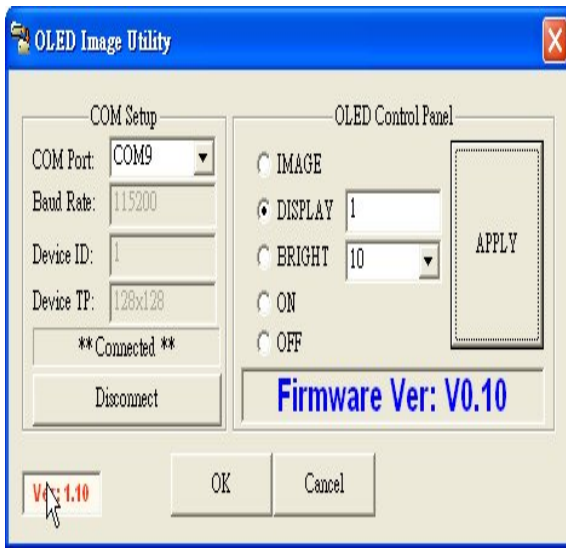 OLED Image Utility
COM Setup
COM Port: COM9
Baud Rate: 115200
Device ID: 1
Device TP: 128x128
** Connected **
Disconnect
OLED Control Panel
IMAGE
DISPLAY 1
BRIGHT 10
ON
OFF
APPLY
Firmware Ver: V0.10
Ver: 1.10
OK
Cancel